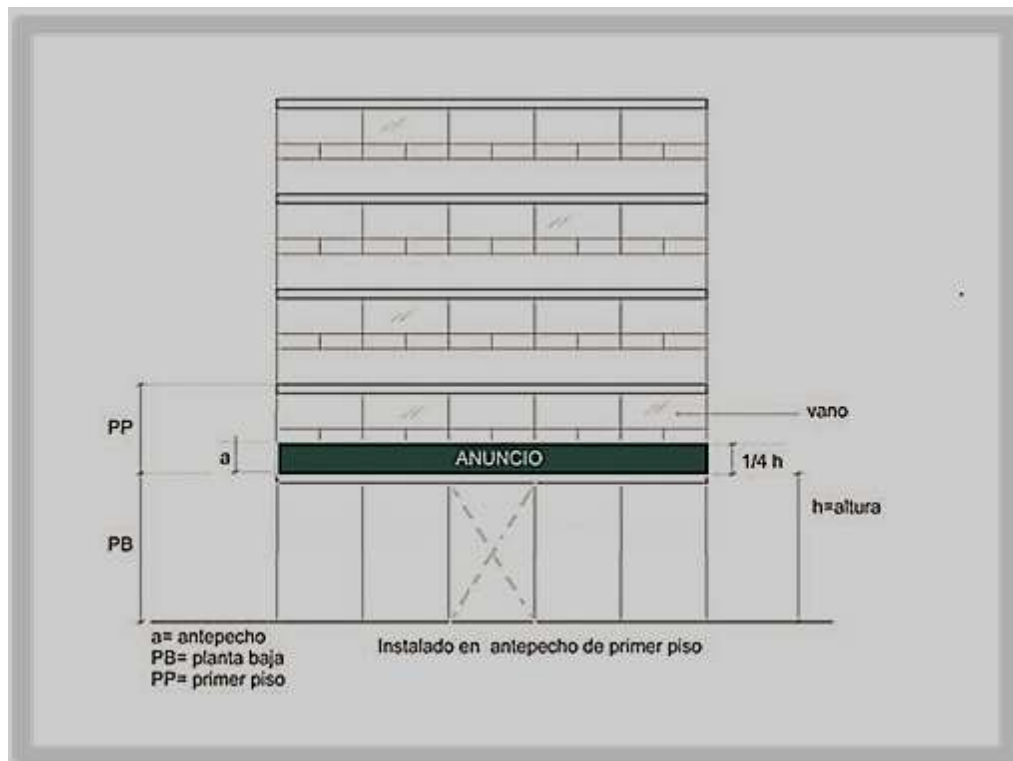 PP
vano
a
ANUNCIO
1/4 h
h=altura
PB
a= antepecho
PB= planta baja
PP= primer piso
Instalado en antepecho de primer piso